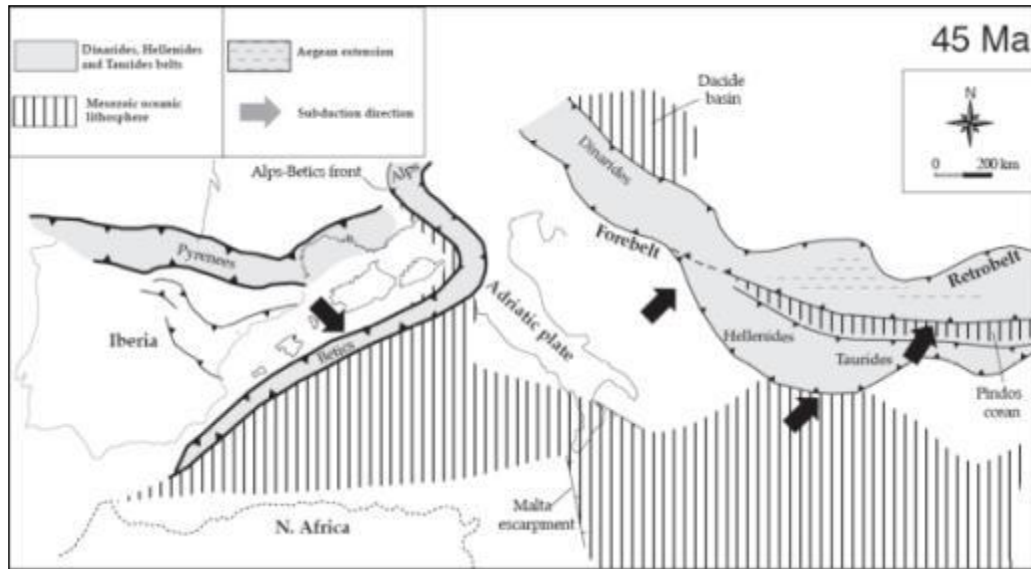 45 Ma
Dinarides, Hellenides
and Taurides belts
Aegean extension
Mesozoic oceanic
lithosphere
Subduction direction
N
0 200 km
Dacide
basin
Alps-Betics front
Alps
Dinarides
Pyrenees
Forebelt
Retrobelt
Adriatic plate
Iberia
Betics
Hellenides
Taurides
Pindos
ocean
Malta
escarpment
N. Africa